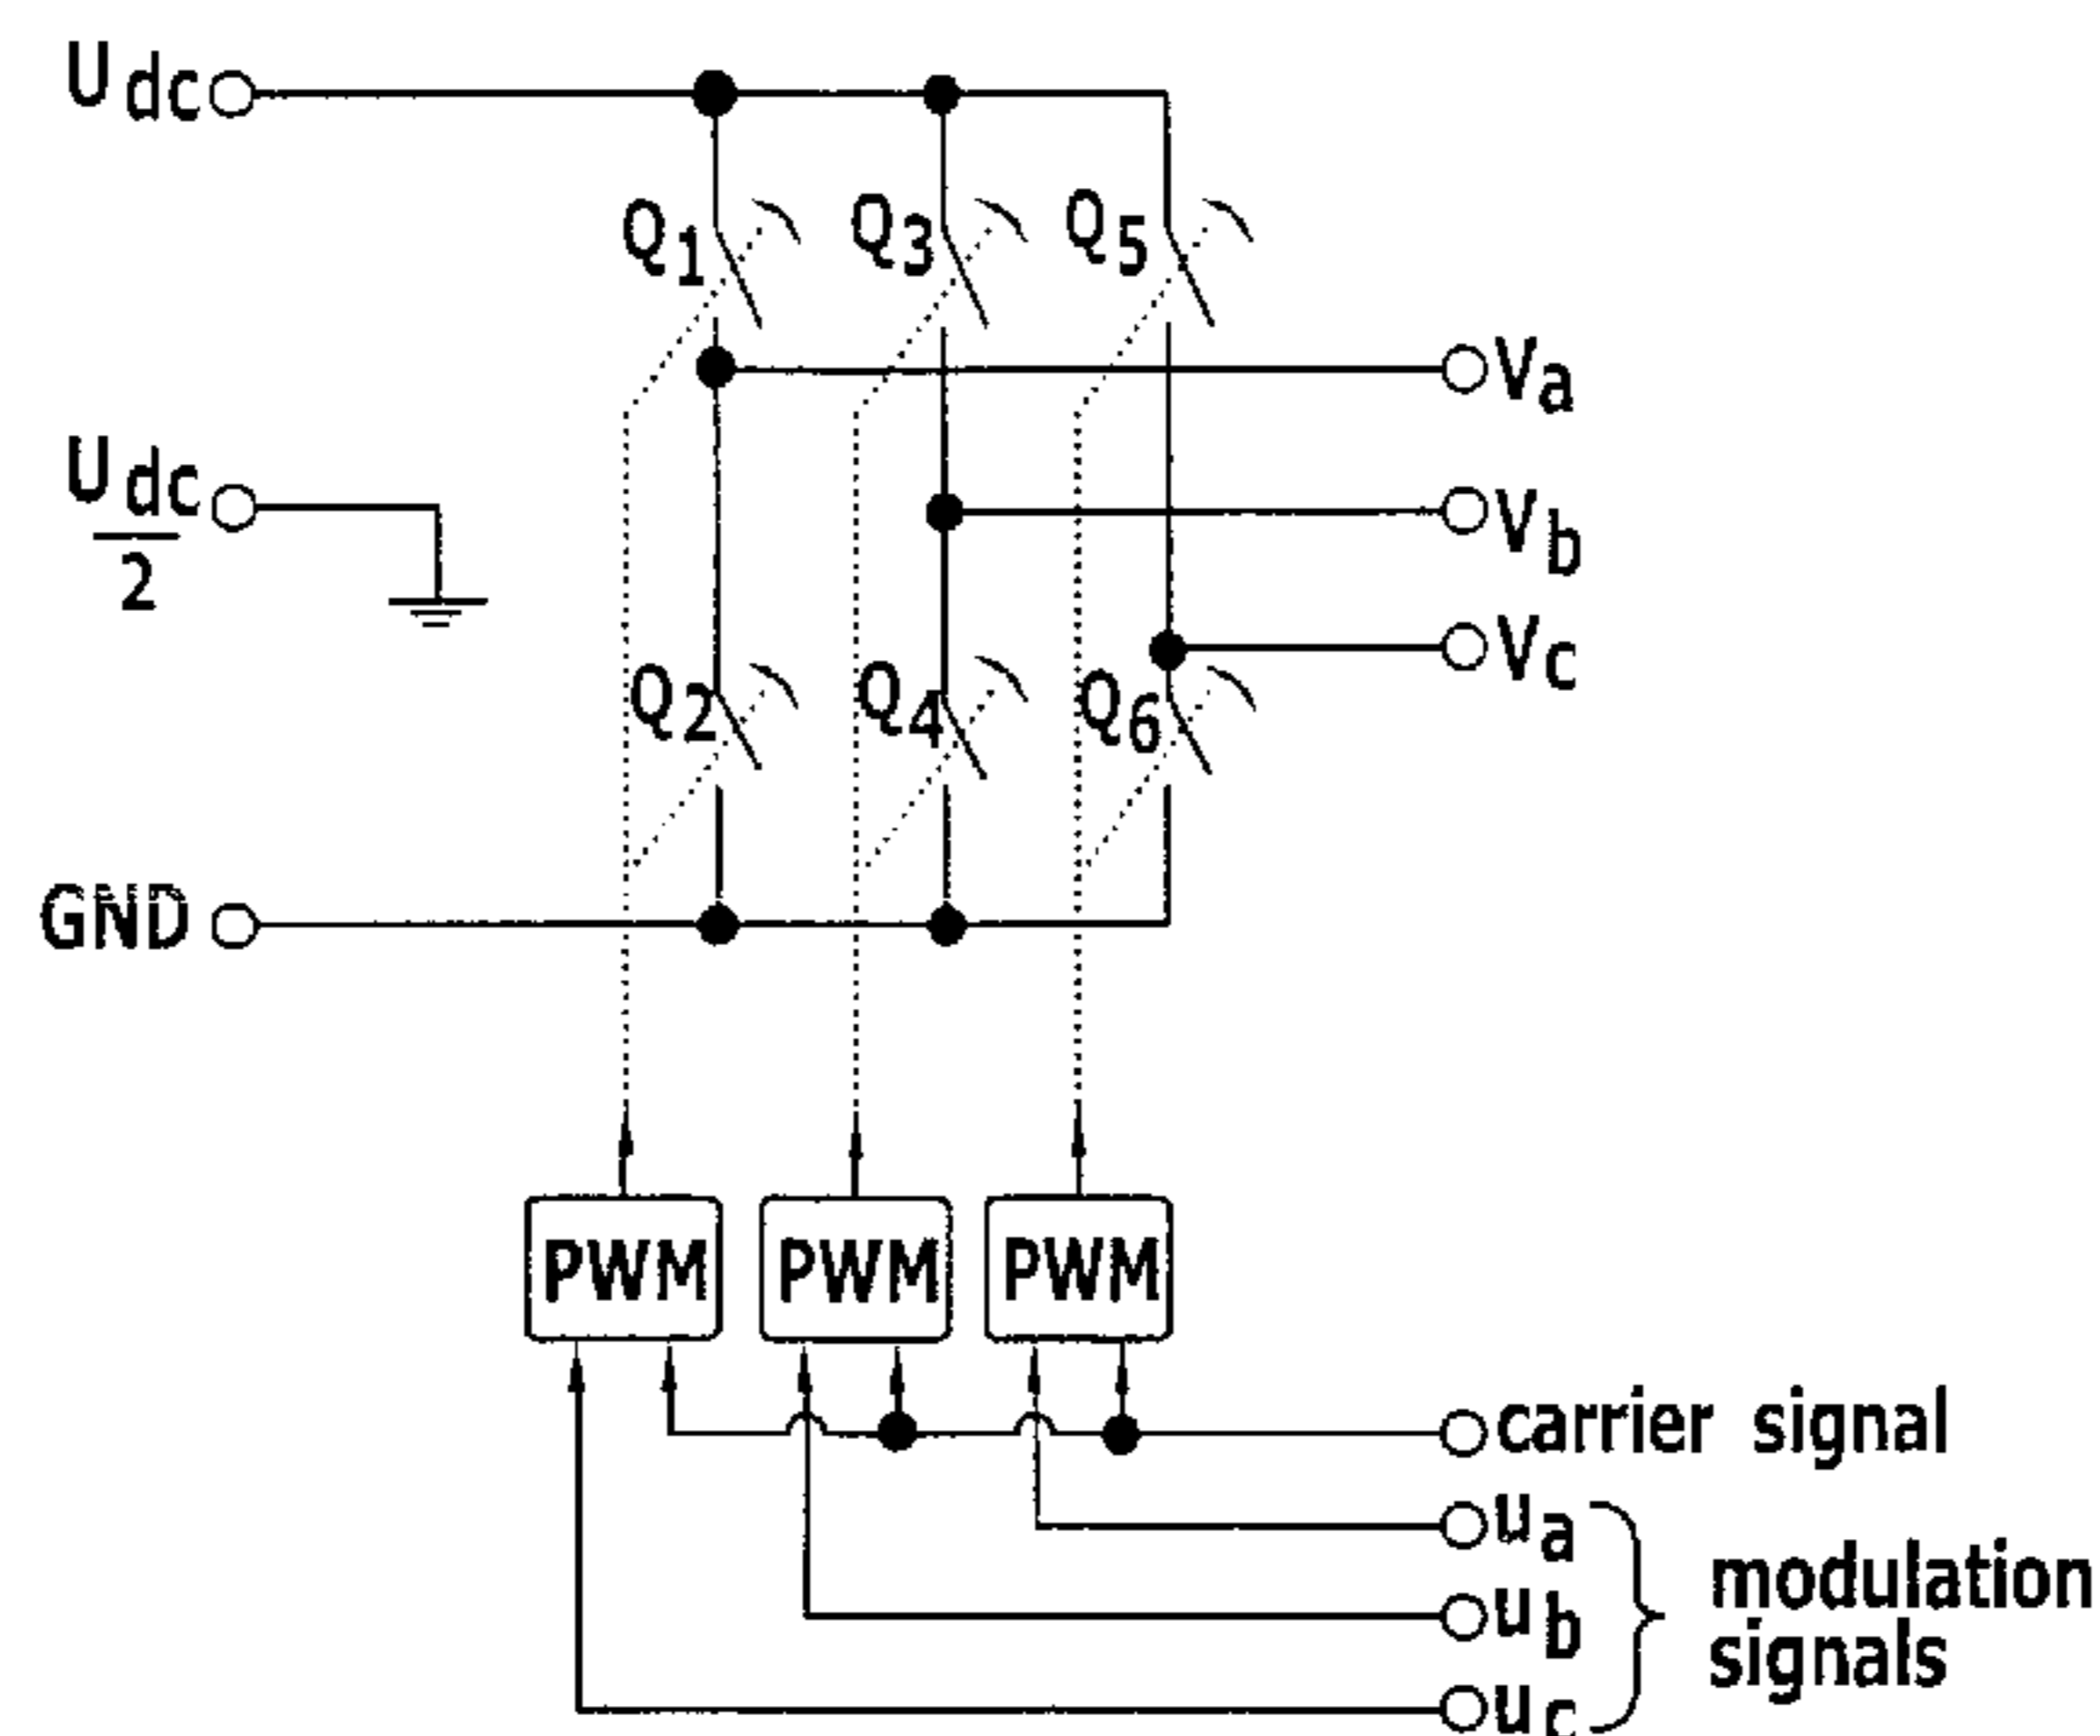 Udc
Q1
Q3
Q5
Va
Udc
2
Vb
Vc
Q2
Q4
Q6
GND
PWM
PWM
PWM
carrier signal
ua
ub
modulation
signals
uc